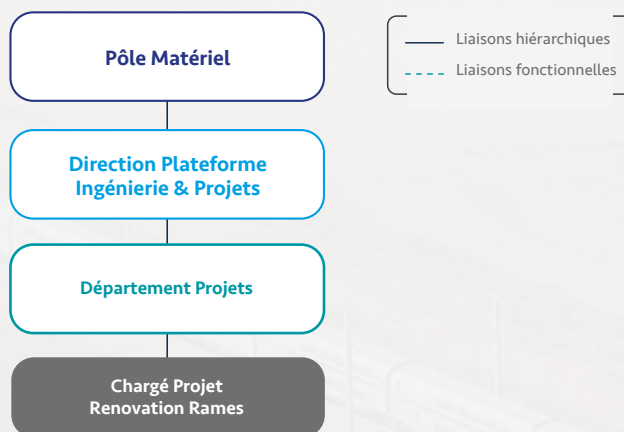 Pôle Matériel
Liaisons hiérarchiques
Liaisons fonctionnelles
Direction Plateforme
Ingénierie & Projets
Département Projets
Chargé Projet
Renovation Rames